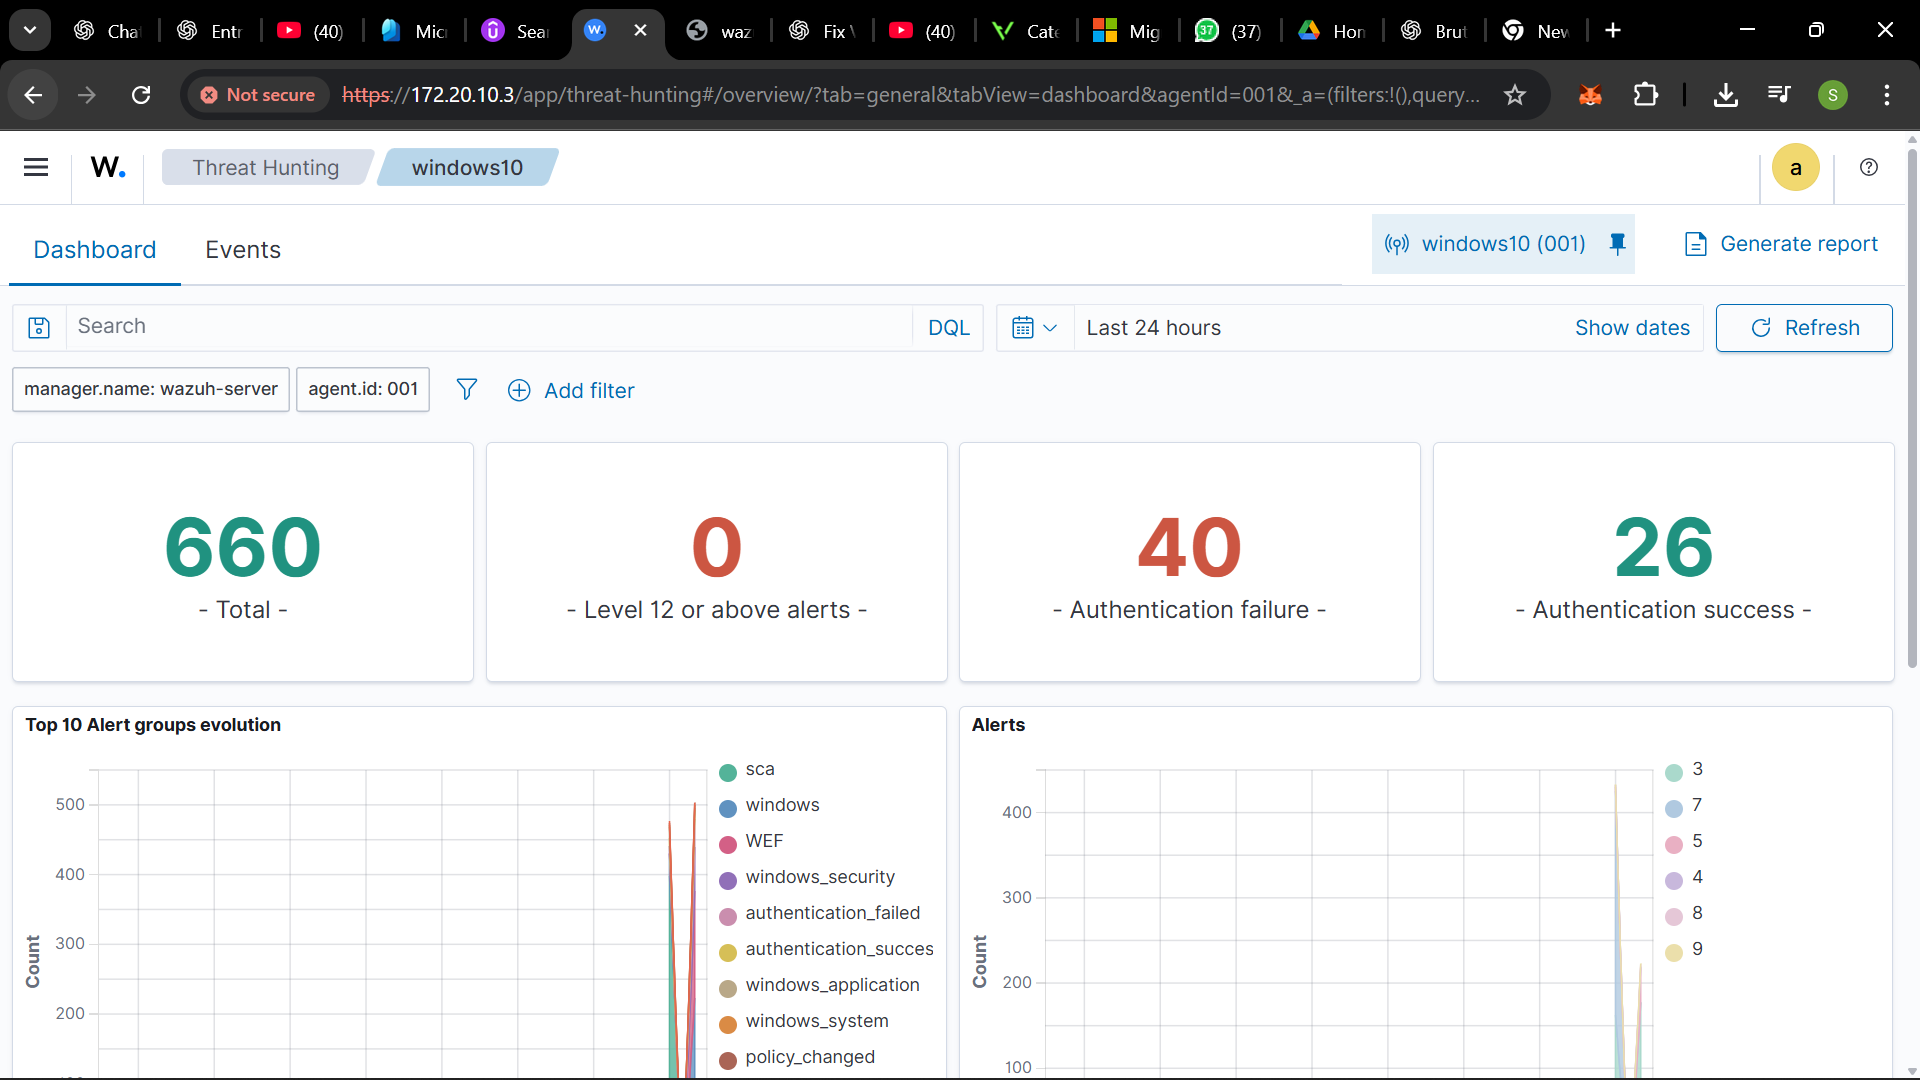 Cha
Entr
(40)
Mic
Sear
waz
Fix
(40)
Cate
Mig
37 (37)
Hom
Brut
New
Not secure https://172.20.10.3/app/threat-hunting#/overview/?tab=general&tabView=dashboard&agentId=001&_a=(filters:!(),query... S
W. Threat Hunting windows10 a
Dashboard Events windows10 (001) Generate report
Search DQL Last 24 hours Show dates Refresh
manager.name: wazuh-server agent.id: 001 Add filter
660
- Total -
0
- Level 12 or above alerts -
40
- Authentication failure -
26
- Authentication success -
Top 10 Alert groups evolution
Count
500
400
300
200
sca
windows
WEF
windows_security
authentication_failed
authentication_succes
windows_application
windows_system
policy_changed
Alerts
Count
400
300
200
100
3
7
5
4
8
9